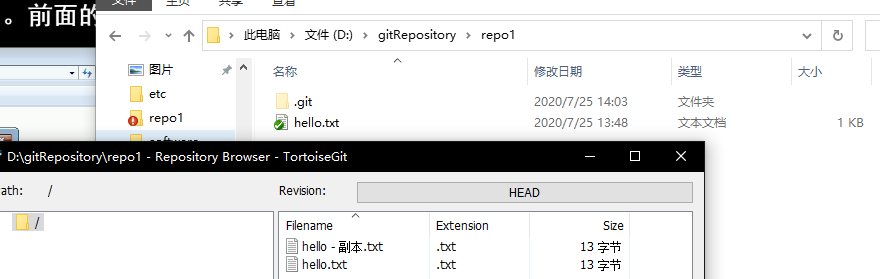 文件 主页 共享 查看
。前面的
此电脑 > 文件 (D:) > gitRepository > repo1
图片
名称 修改日期 类型 大小
etc
.git 2020/7/25 14:03 文件夹
repo1
hello.txt 2020/7/25 13:48 文本文档 1 KB
software
D:\gitRepository\repo1 - Repository Browser - TortoiseGit
ath: / Revision: HEAD
/
Filename Extension Size
hello - 副本.txt .txt 13 字节
hello.txt .txt 13 字节